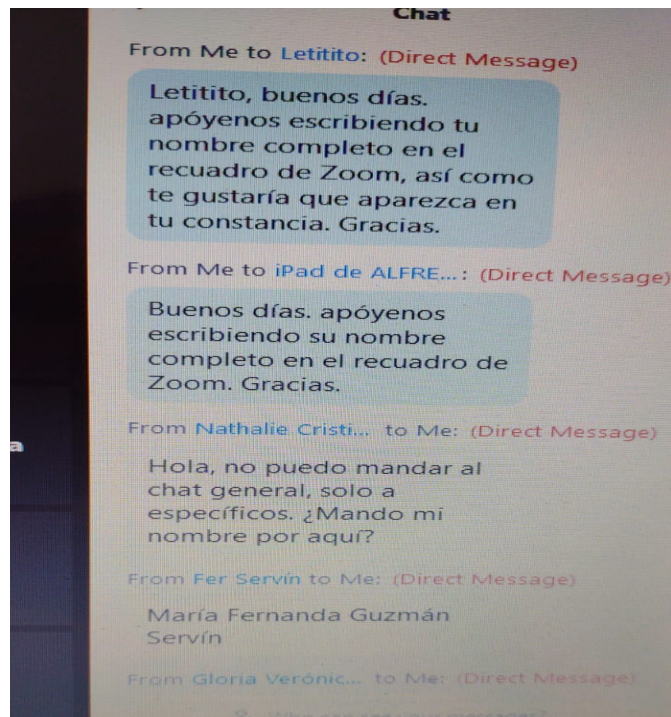 Chat
From Me to Letitito: (Direct Message)
Letitito, buenos días.
apóyenos escribiendo tu
nombre completo en el
recuadro de Zoom, así como
te gustaría que aparezca en
tu constancia. Gracias.
From Me to iPad de ALFRE...: (Direct Message)
Buenos días. apóyenos
escribiendo su nombre
completo en el recuadro de
Zoom. Gracias.
From Nathalie Cristi... to Me: (Direct Message)
a
Hola, no puedo mandar al
chat general, solo a
específicos. ¿Mando mi
nombre por aquí?
From Fer Servín to Me: (Direct Message)
María Fernanda Guzmán
Servín
From Gloria Verónic... to Me: (Direct Message)